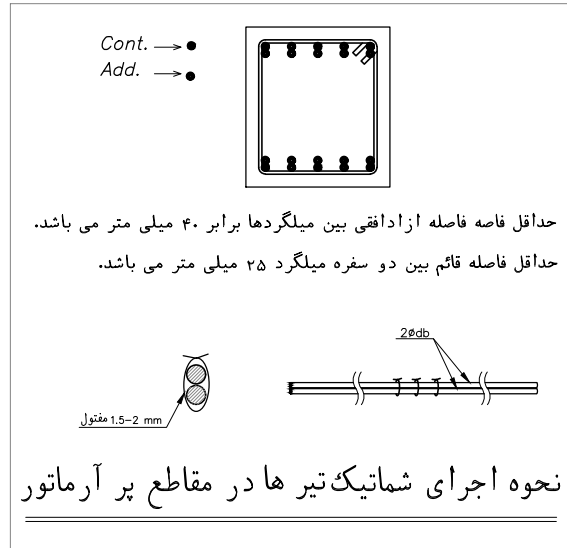 Cont.
Add.
حداقل فاصه فاصله ازادافقی بین میلگردها برابر ۴۰ میلی متر می باشد.
حداقل فاصله قائم بین دو سفره میلگرد ۲۵ میلی متر می باشد.
2Ødb
مفتول 1.5-2 mm
نحوه اجرای شماتیک تیر ها در مقاطع پر آرماتور